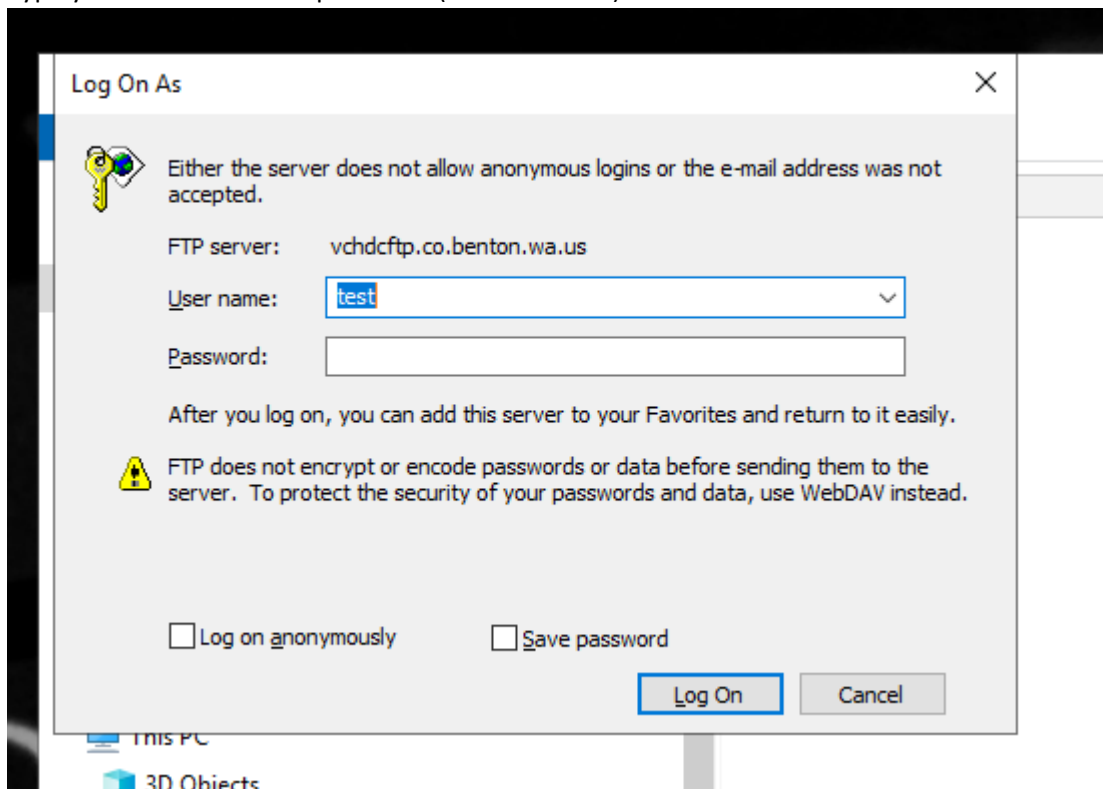 Log On As
Either the server does not allow anonymous logins or the e-mail address was not
accepted.
FTP server: vchdcftp.co.benton.wa.us
User name: test
Password:
After you log on, you can add this server to your Favorites and return to it easily.
FTP does not encrypt or encode passwords or data before sending them to the
server. To protect the security of your passwords and data, use WebDAV instead.
Log on anonymously Save password
Log On Cancel
This PC
3D Objects